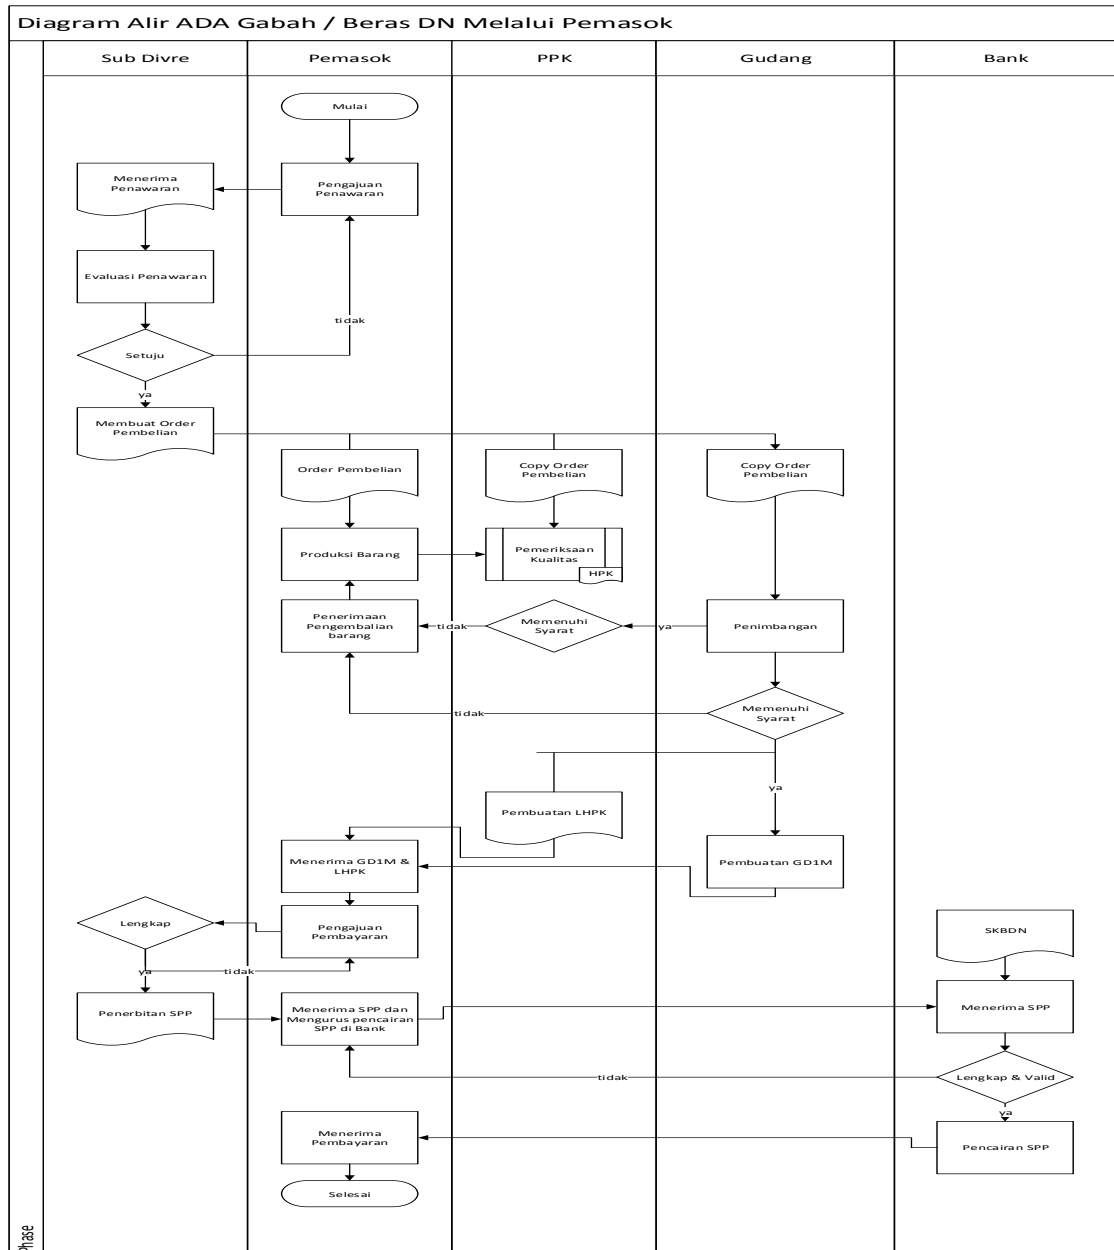 Diagram Alir ADA Gabah / Beras DN Melalui Pemasok
Sub Divre
Pemasok
PPK
Gudang
Bank
Mulai
Menerima
Penawaran
Pengajuan
Penawaran
Evaluasi Penawaran
tidak
Setuju
ya
Membuat Order
Pembelian
Order Pembelian
Copy Order
Pembelian
Copy Order
Pembelian
Produksi Barang
Pemeriksaan
Kualitas
HPK
Penerimaan
Pengembalian
barang
tidak
Memenuhi
Syarat
ya
Penimbangan
tidak
Memenuhi
Syarat
ya
Pembuatan LHPK
Menerima GD1M &
LHPK
Pembuatan GD1M
Lengkap
Pengajuan
Pembayaran
SKBDN
ya
tidak
Penerbitan SPP
Menerima SPP dan
Mengurus pencairan
SPP di Bank
Menerima SPP
tidak
Lengkap & Valid
ya
Menerima
Pembayaran
Pencairan SPP
Selesai
Phase